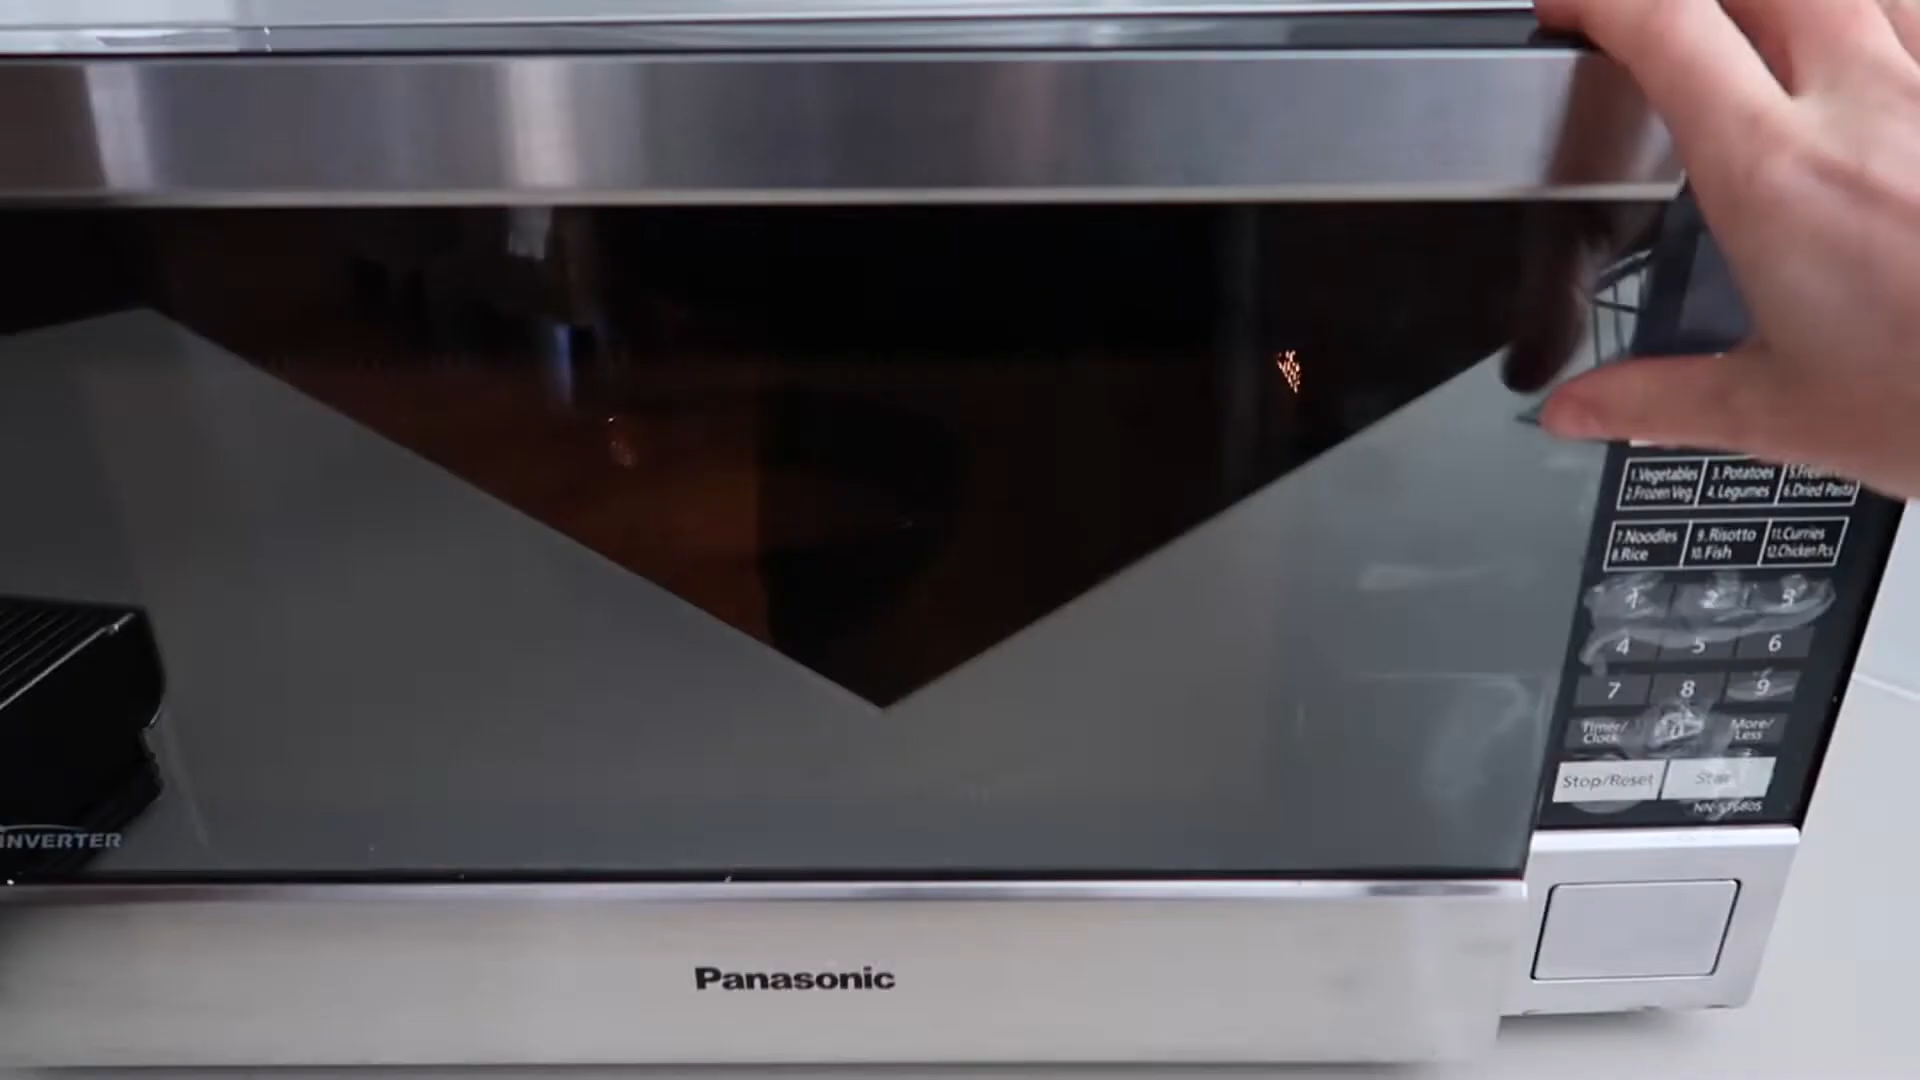 1.Vegetables 3.Potatoes
2.Frozen Veg. 4.Legumes 6.Dried Pasta
7.Noodles 9.Risotto 11.Curries
8.Rice 10.Fish 12.Chicken Pcs.
1 2 3
4 5 6
7 8 9
Timer/Clock 0 More/Less
Stop/Reset Start
INVERTER
Panasonic